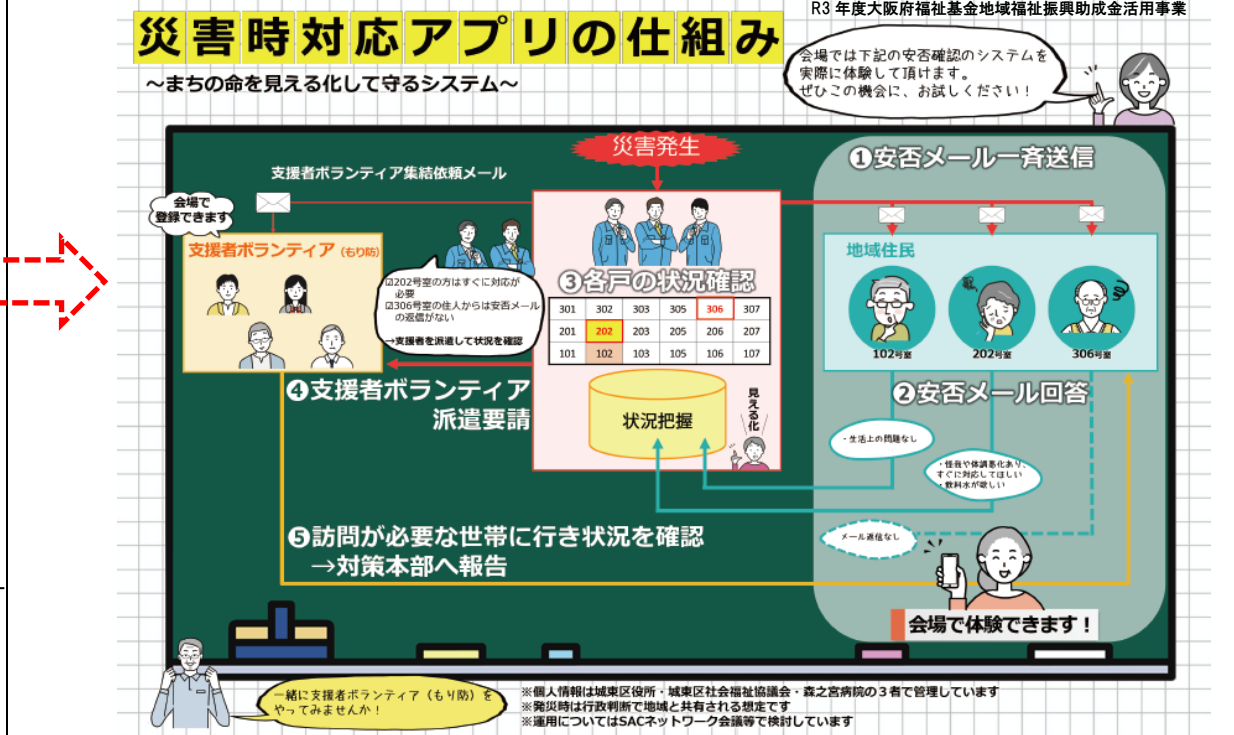 R3年度大阪府福祉基金地域福祉振興助成金活用事業
災害時対応アプリの仕組み
～まちの命を見える化して守るシステム～
会場では下記の安否確認のシステムを
実際に体験して頂けます。
ぜひこの機会に、お試しください！
災害発生
❶安否メール一斉送信
支援者ボランティア集結依頼メール
会場で
登録できます
支援者ボランティア（もり防）
☑202号室の方はすぐに対応が
必要
☑306号室の住人からは安否メール
の返信がない
→支援者を派遣して状況を確認
❸各戸の状況確認
301 302 303 305 306 307
201 202 203 205 206 207
101 102 103 105 106 107
地域住民
102号室 202号室 306号室
❹支援者ボランティア
派遣要請
状況把握
見える化
❷安否メール回答
・生活上の問題なし
・怪我や体調悪化あり、
すぐに対応してほしい
・飲料水が欲しい
メール返信なし
❺訪問が必要な世帯に行き状況を確認
→対策本部へ報告
会場で体験できます！
一緒に支援者ボランティア（もり防）を
やってみませんか！
※個人情報は城東区役所・城東区社会福祉協議会・森之宮病院の３者で管理しています
※発災時は行政判断で地域と共有される想定です
※運用についてはSACネットワーク会議等で検討しています